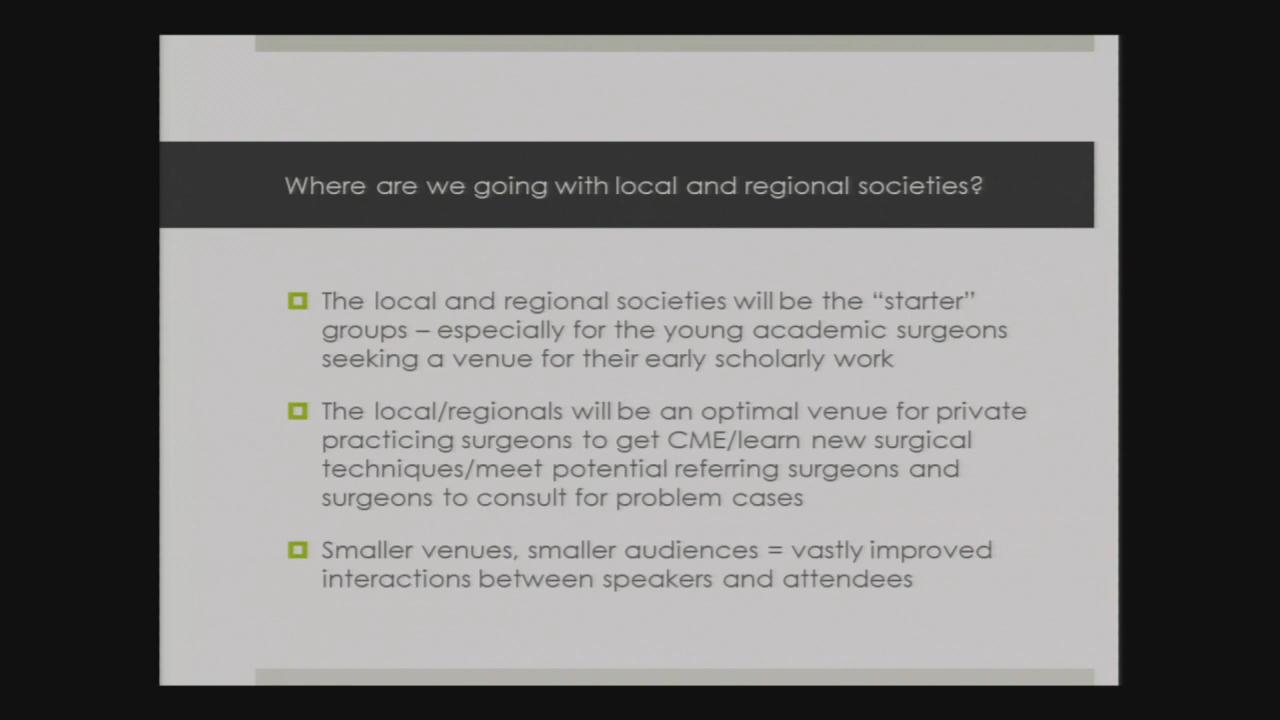 Where are we going with local and regional societies?
The local and regional societies will be the “starter”
groups – especially for the young academic surgeons
seeking a venue for their early scholarly work
The local/regionals will be an optimal venue for private
practicing surgeons to get CME/learn new surgical
techniques/meet potential referring surgeons and
surgeons to consult for problem cases
Smaller venues, smaller audiences = vastly improved
interactions between speakers and attendees